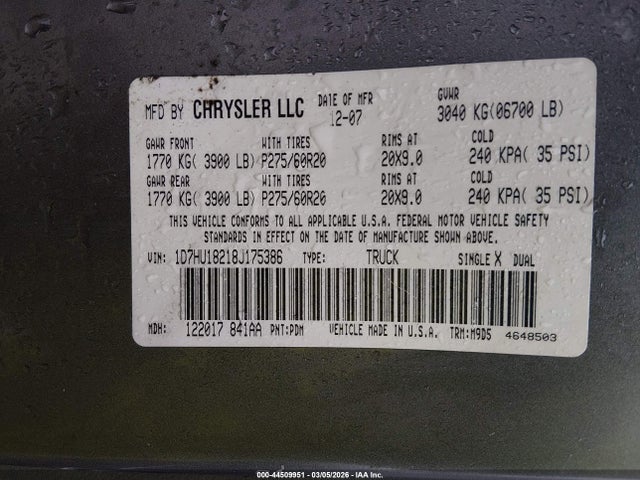 MFD BY CHRYSLER LLC DATE OF MFR 12-07 GVWR 3040 KG(06700 LB)
GAWR FRONT WITH TIRES RIMS AT COLD
1770 KG( 3900 LB) P275/60R20 20X9.0 240 KPA( 35 PSI)
GAWR REAR WITH TIRES RIMS AT COLD
1770 KG( 3900 LB) P275/60R20 20X9.0 240 KPA( 35 PSI)
THIS VEHICLE CONFORMS TO ALL APPLICABLE U.S.A. FEDERAL MOTOR VEHICLE SAFETY
STANDARDS IN EFFECT ON THE DATE OF MANUFACTURE SHOWN ABOVE.
VIN: 1D7HU18218J175386 TYPE: TRUCK SINGLE X DUAL
MDH: 122017 841AA PNT:PDM VEHICLE MADE IN U.S.A. TRM:M9D5 4648503
000-44509951 - 03/05/2026 - IAAI.COM